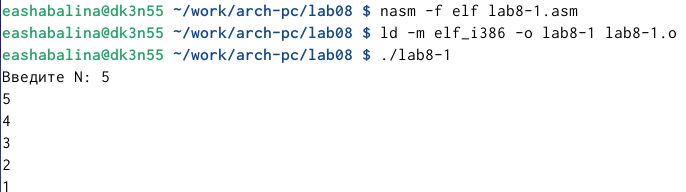 eashabalina@dk3n55 ~/work/arch-pc/lab08 $ nasm -f elf lab8-1.asm
eashabalina@dk3n55 ~/work/arch-pc/lab08 $ ld -m elf_i386 -o lab8-1 lab8-1.o
eashabalina@dk3n55 ~/work/arch-pc/lab08 $ ./lab8-1
Введите N: 5
5
4
3
2
1